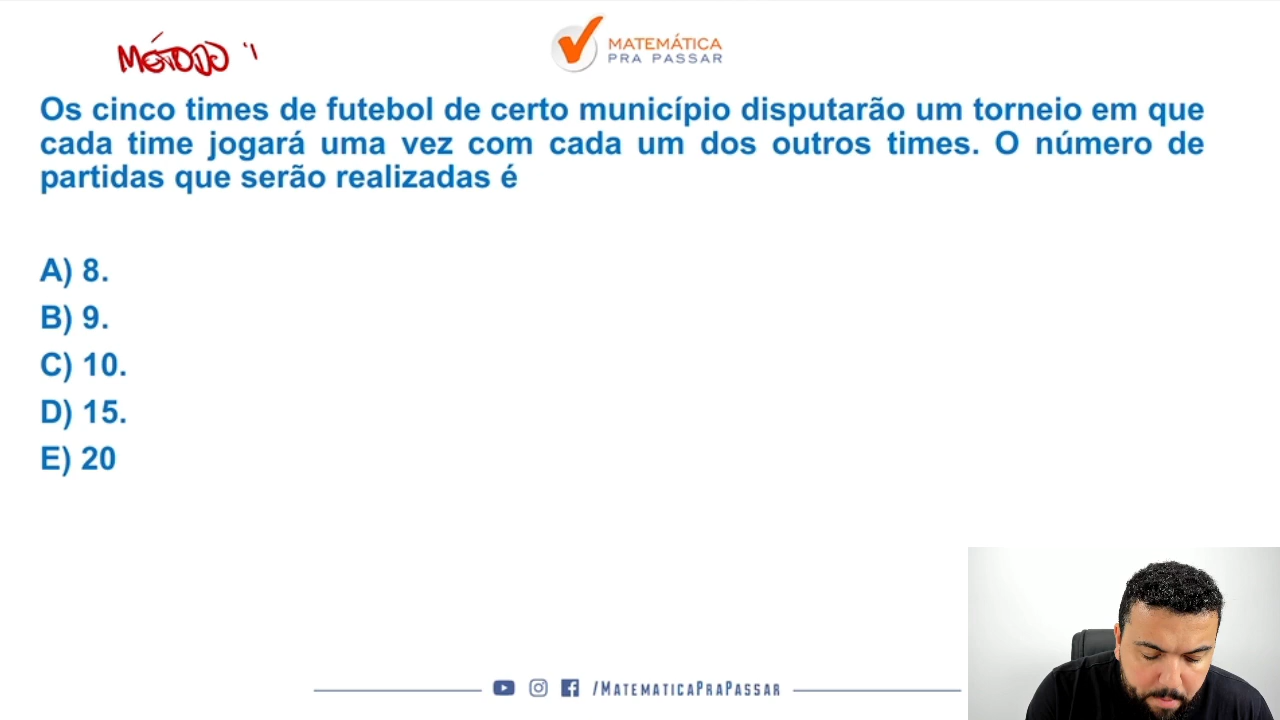 MÉTODO "
MATEMÁTICA
PRA PASSAR
Os cinco times de futebol de certo município disputarão um torneio em que
cada time jogará uma vez com cada um dos outros times. O número de
partidas que serão realizadas é
A) 8.
B) 9.
C) 10.
D) 15.
E) 20
/MATEMATICAPRAPASSAR